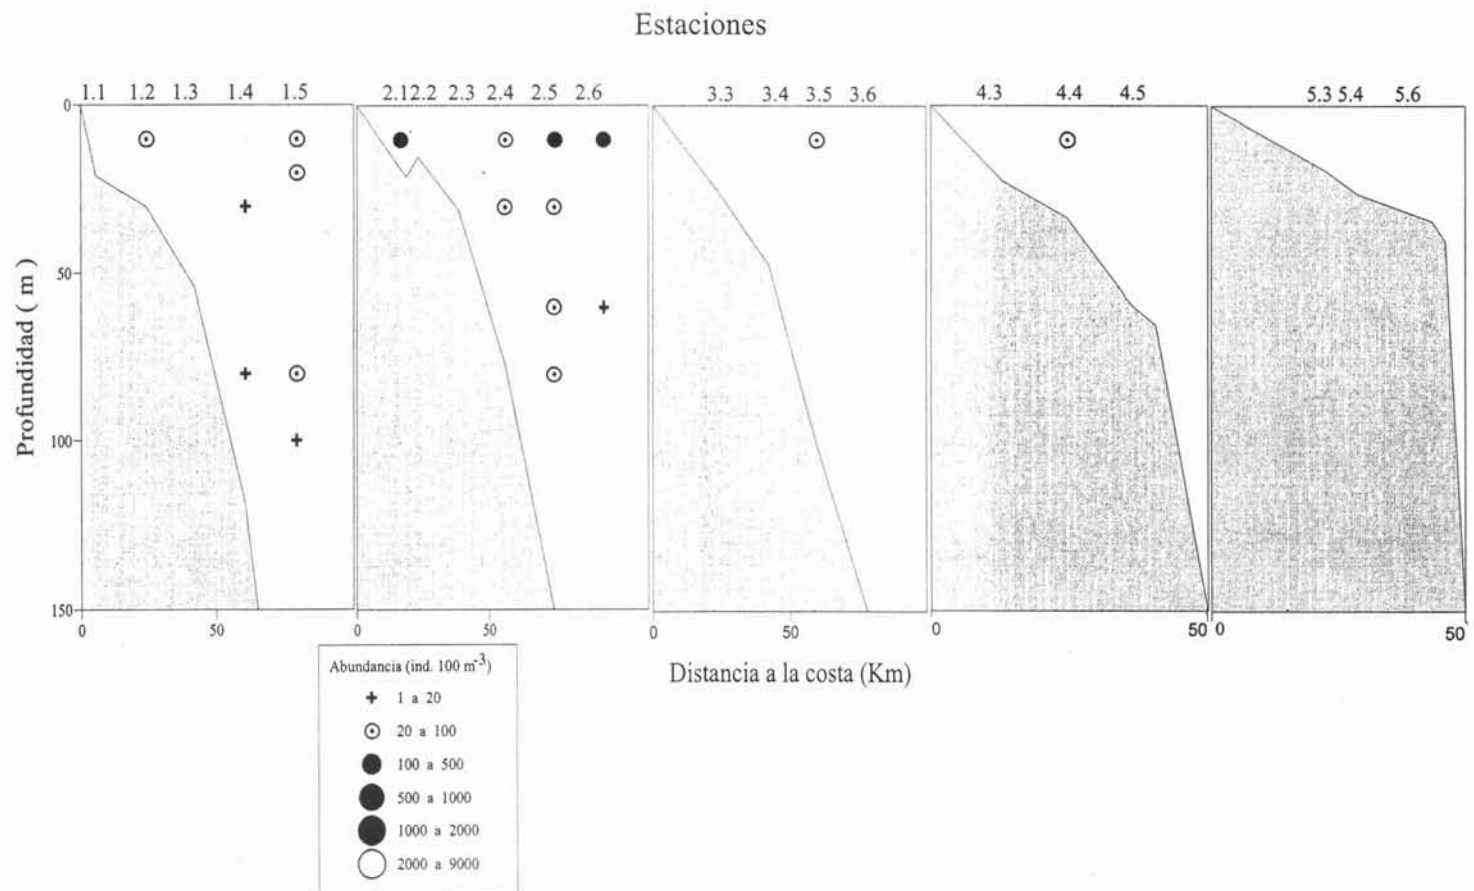 Estaciones
1.1 1.2 1.3 1.4 1.5 2.1 2.2 2.3 2.4 2.5 2.6 3.3 3.4 3.5 3.6 4.3 4.4 4.5 5.3 5.4 5.6
0
50
100
150
Profundidad ( m )
0 50 0 50 0 50 0 50 0 50
Distancia a la costa (Km)
Abundancia (ind. 100 m⁻³)
1 a 20
20 a 100
100 a 500
500 a 1000
1000 a 2000
2000 a 9000